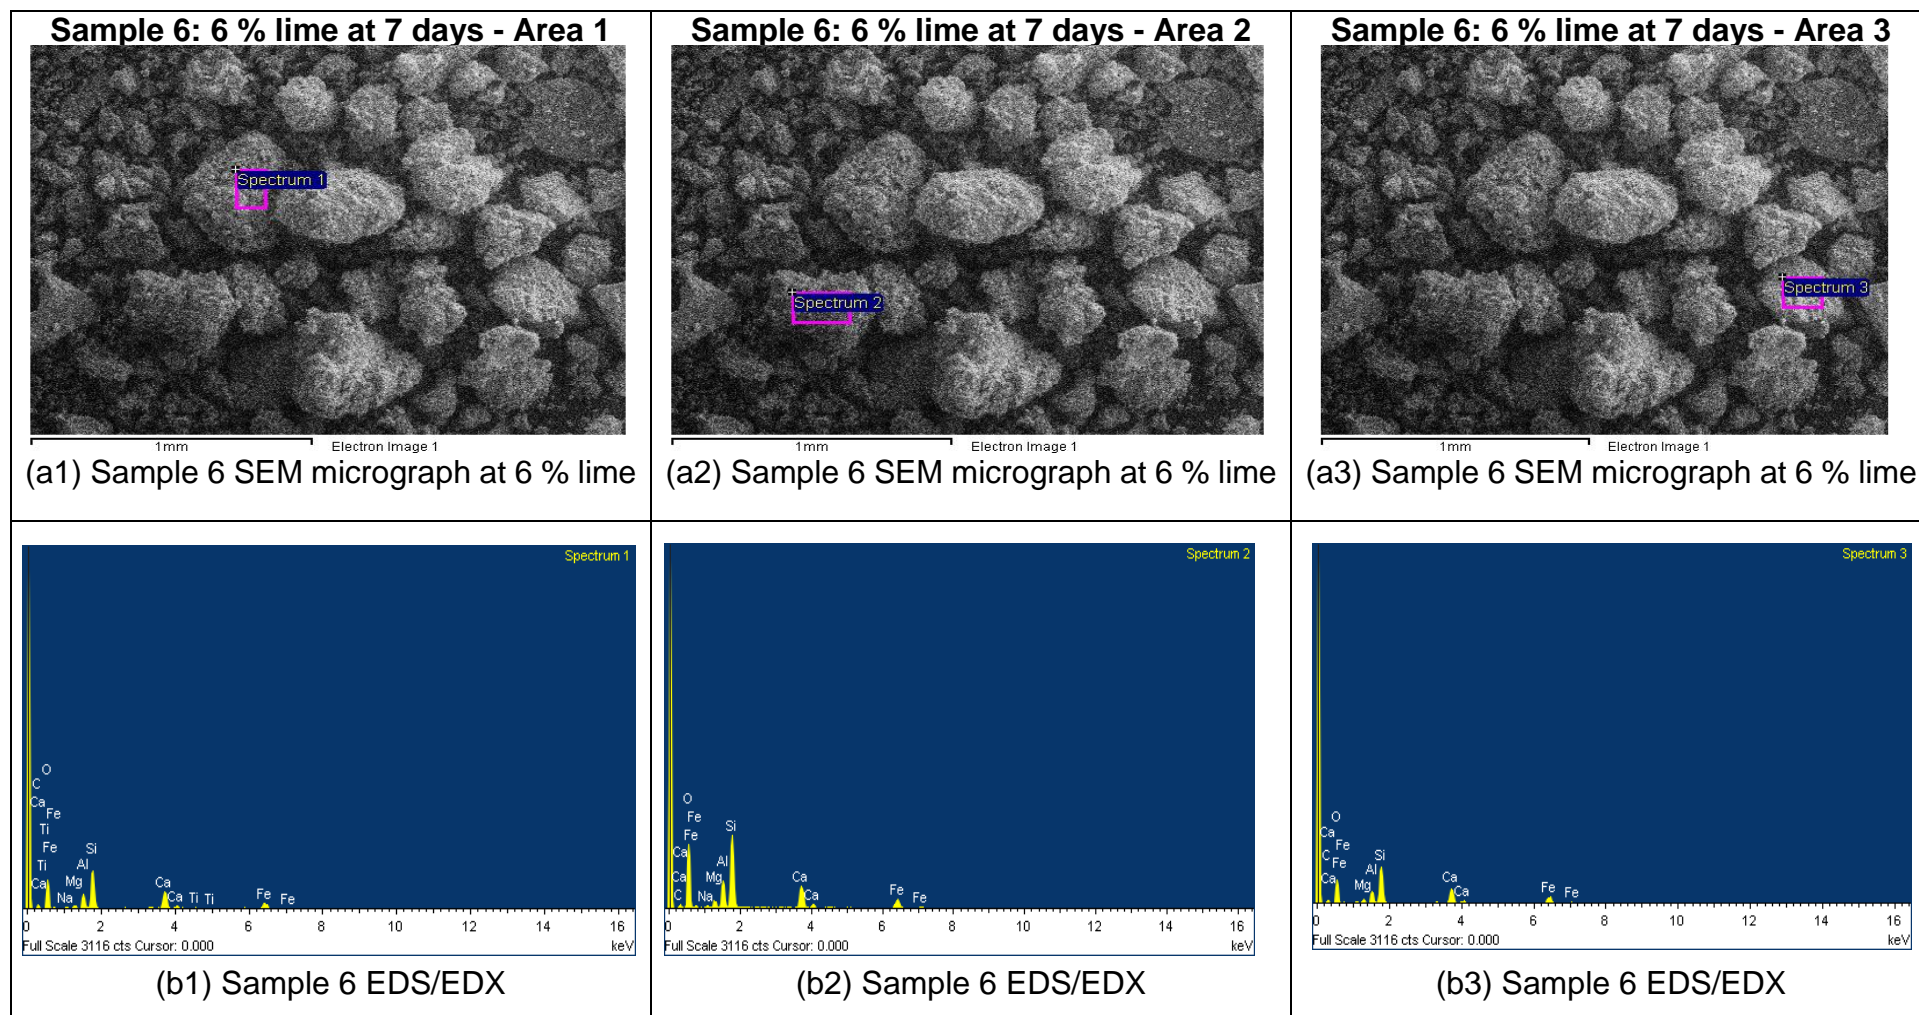 Sample 6: 6 % lime at 7 days - Area 1
Spectrum 1
1mm
Electron Image 1
(a1) Sample 6 SEM micrograph at 6 % lime
Sample 6: 6 % lime at 7 days - Area 2
Spectrum 2
1mm
Electron Image 1
(a2) Sample 6 SEM micrograph at 6 % lime
Sample 6: 6 % lime at 7 days - Area 3
Spectrum 3
1mm
Electron Image 1
(a3) Sample 6 SEM micrograph at 6 % lime
Spectrum 1
O
C
Ca
Fe
Ti
Fe Si
Ti Al
Ca Na Mg Ca Ca Ti Ti Fe Fe
0 2 4 6 8 10 12 14 16
Full Scale 3116 cts Cursor: 0.000 keV
(b1) Sample 6 EDS/EDX
Spectrum 2
O
Fe
Fe Si
Ca Al
Ca Mg Ca Fe
C Na Ca Fe
0 2 4 6 8 10 12 14 16
Full Scale 3116 cts Cursor: 0.000 keV
(b2) Sample 6 EDS/EDX
Spectrum 3
O
Ca
Fe
C Si
Fe Al
Ca Mg Ca Ca Fe Fe
0 2 4 6 8 10 12 14 16
Full Scale 3116 cts Cursor: 0.000 keV
(b3) Sample 6 EDS/EDX